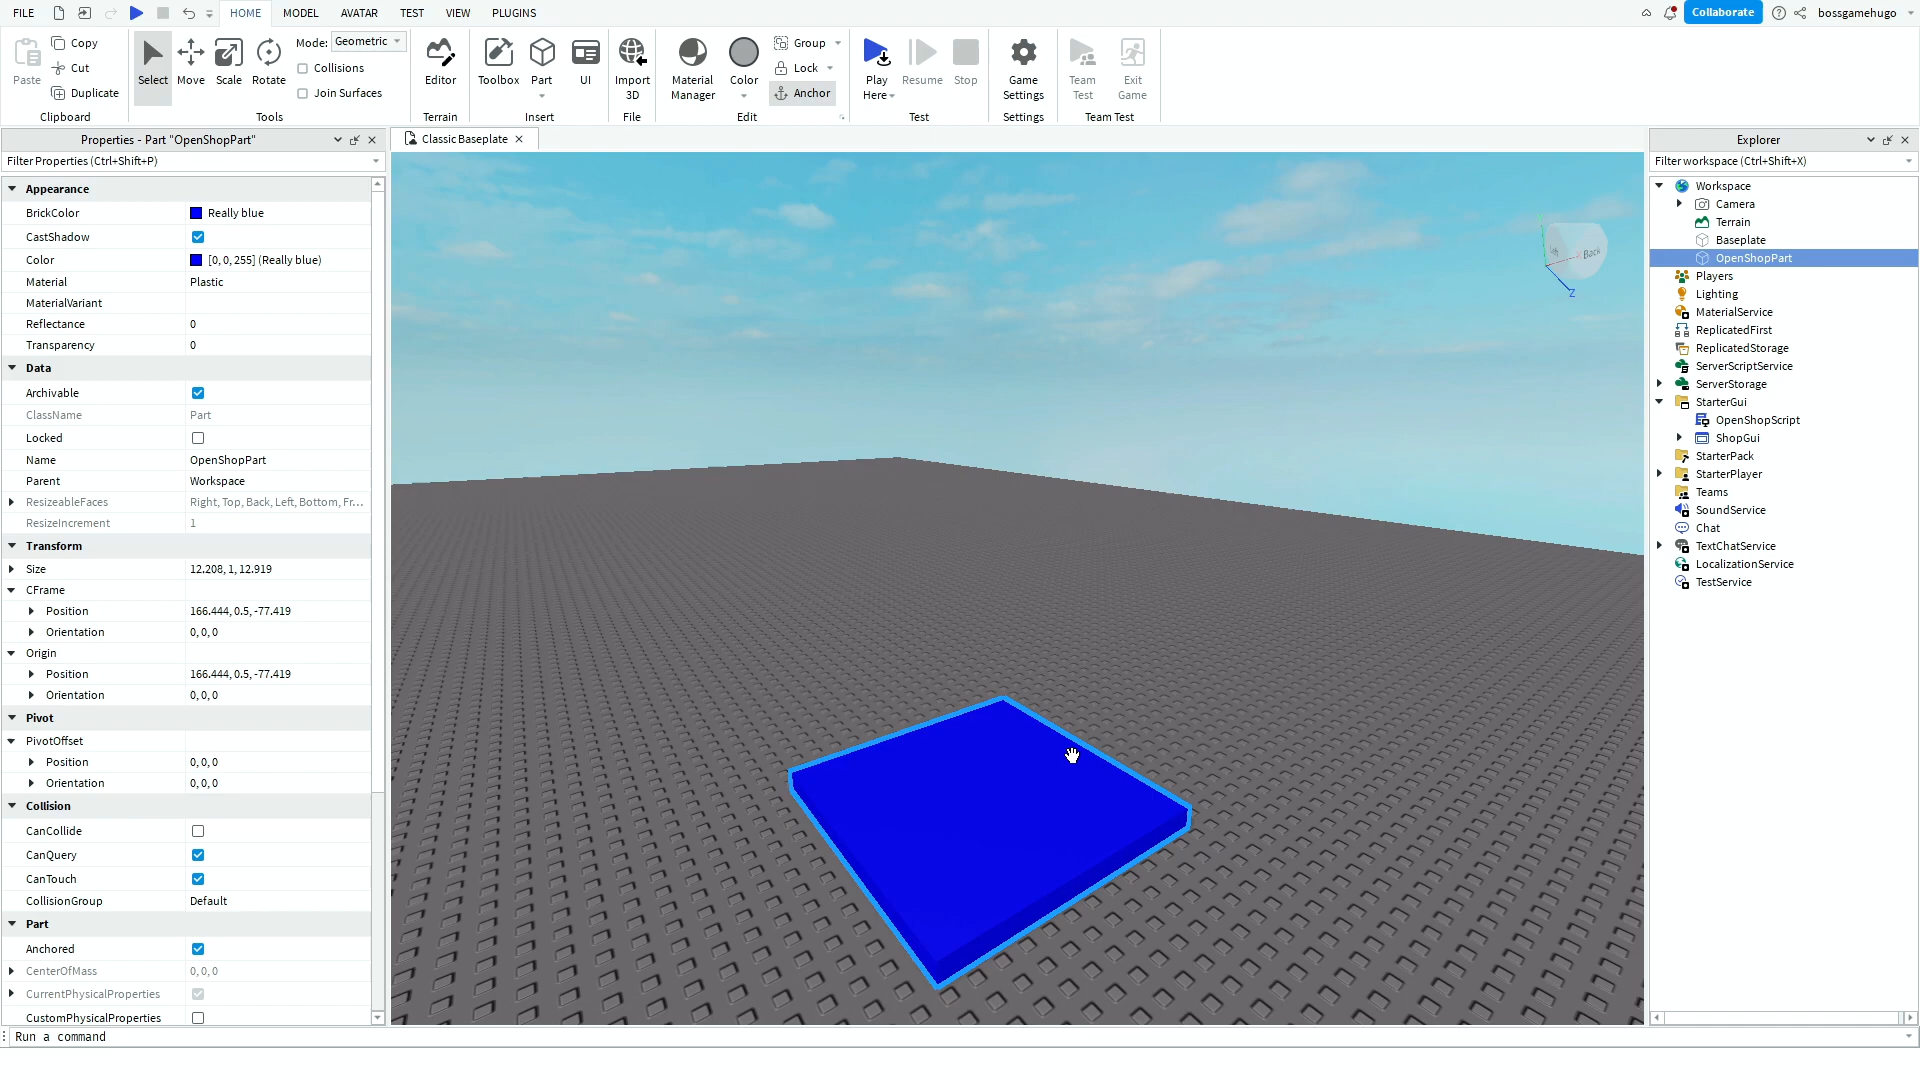 FILE HOME MODEL AVATAR TEST VIEW PLUGINS Collaborate bossgamehugo
Paste Copy Cut Duplicate Clipboard
Select Move Scale Rotate Mode: Geometric Collisions Join Surfaces Tools
Editor Terrain
Toolbox Part UI Insert
Import 3D File
Material Manager Color Group Lock Anchor Edit
Play Here Resume Stop Test
Game Settings Settings
Team Test Exit Game Team Test
Properties - Part "OpenShopPart"
Filter Properties (Ctrl+Shift+P)
Appearance
BrickColor Really blue
CastShadow
Color [0, 0, 255] (Really blue)
Material Plastic
MaterialVariant
Reflectance 0
Transparency 0
Data
Archivable
ClassName Part
Locked
Name OpenShopPart
Parent Workspace
ResizeableFaces Right, Top, Back, Left, Bottom, Fr...
ResizeIncrement 1
Transform
Size 12.208, 1, 12.919
CFrame
Position 166.444, 0.5, -77.419
Orientation 0, 0, 0
Origin
Position 166.444, 0.5, -77.419
Orientation 0, 0, 0
Pivot
PivotOffset
Position 0, 0, 0
Orientation 0, 0, 0
Collision
CanCollide
CanQuery
CanTouch
CollisionGroup Default
Part
Anchored
CenterOfMass 0, 0, 0
CurrentPhysicalProperties
CustomPhysicalProperties
Classic Baseplate
Back
Z
Explorer
Filter workspace (Ctrl+Shift+X)
Workspace
Camera
Terrain
Baseplate
OpenShopPart
Players
Lighting
MaterialService
ReplicatedFirst
ReplicatedStorage
ServerScriptService
ServerStorage
StarterGui
OpenShopScript
ShopGui
StarterPack
StarterPlayer
Teams
SoundService
Chat
TextChatService
LocalizationService
TestService
Run a command